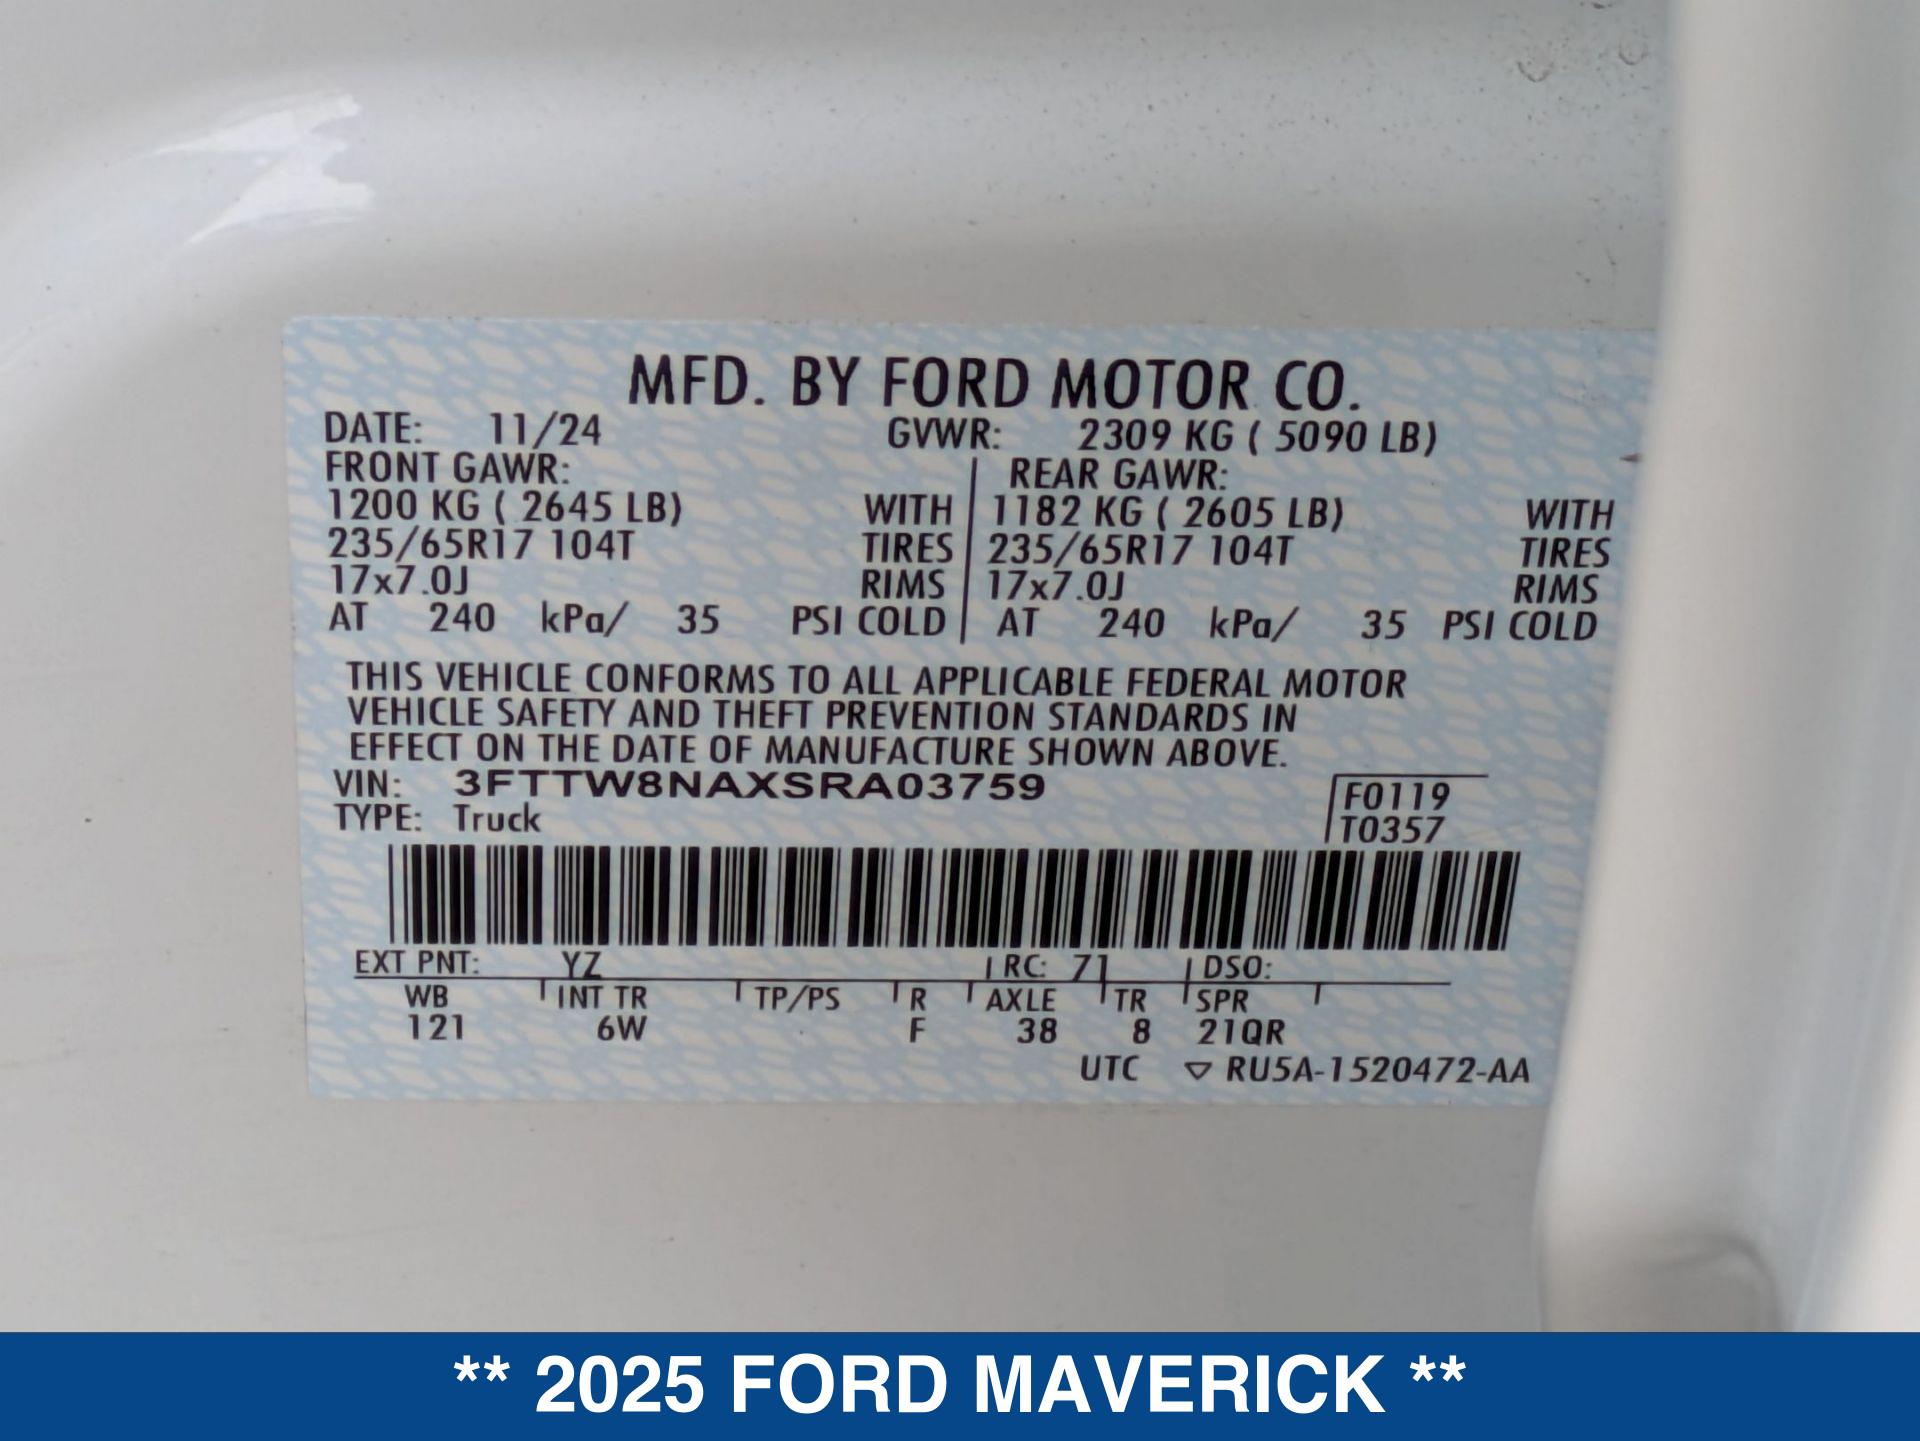 MFD. BY FORD MOTOR CO.
DATE: 11/24 GVWR: 2309 KG ( 5090 LB)
FRONT GAWR: REAR GAWR:
1200 KG ( 2645 LB) WITH 1182 KG ( 2605 LB) WITH
235/65R17 104T TIRES 235/65R17 104T TIRES
17x7.0J RIMS 17x7.0J RIMS
AT 240 kPa/ 35 PSI COLD AT 240 kPa/ 35 PSI COLD
THIS VEHICLE CONFORMS TO ALL APPLICABLE FEDERAL MOTOR
VEHICLE SAFETY AND THEFT PREVENTION STANDARDS IN
EFFECT ON THE DATE OF MANUFACTURE SHOWN ABOVE.
VIN: 3FTTW8NAXSRA03759
F0119
TYPE: Truck T0357
EXT PNT: YZ RC: 71 DSO:
WB INT TR TP/PS R AXLE TR SPR
121 6W F 38 8 21QR
UTC ▽ RU5A-1520472-AA
** 2025 FORD MAVERICK **